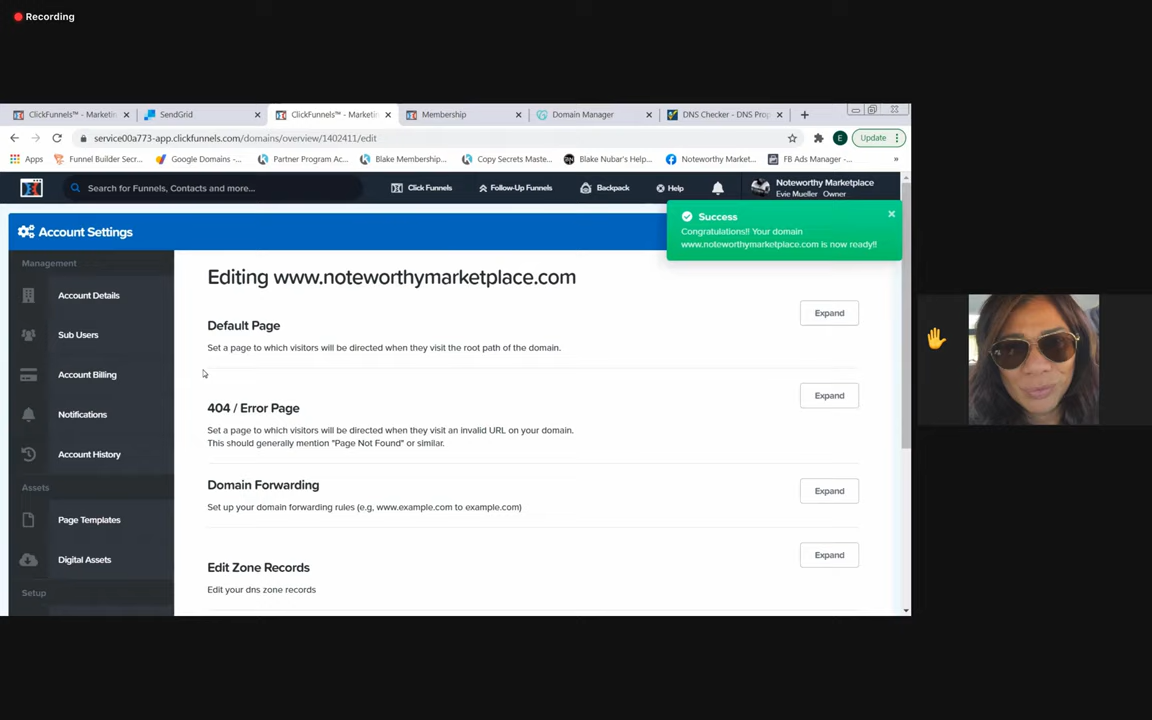 Recording
ClickFunnels™ - Marketin
SendGrid
ClickFunnels™ - Marketin
Membership
Domain Manager
DNS Checker - DNS Prop
service00a773-app.clickfunnels.com/domains/overview/1402411/edit
E
Update
Apps
Funnel Builder Secr...
Google Domains -...
Partner Program Ac...
Blake Membership...
Copy Secrets Maste...
Blake Nubar's Help...
Noteworthy Market...
FB Ads Manager -...
»
Search for Funnels, Contacts and more...
Click Funnels
Follow-Up Funnels
Backpack
Help
Noteworthy Marketplace
Evie Mueller Owner
Success
Congratulations!! Your domain
www.noteworthymarketplace.com is now ready!!
Account Settings
Management
Account Details
Sub Users
Account Billing
Notifications
Account History
Assets
Page Templates
Digital Assets
Setup
Editing www.noteworthymarketplace.com
Default Page
Set a page to which visitors will be directed when they visit the root path of the domain.
Expand
404 / Error Page
Set a page to which visitors will be directed when they visit an invalid URL on your domain.
This should generally mention "Page Not Found" or similar.
Expand
Domain Forwarding
Set up your domain forwarding rules (e.g, www.example.com to example.com)
Expand
Edit Zone Records
Edit your dns zone records
Expand